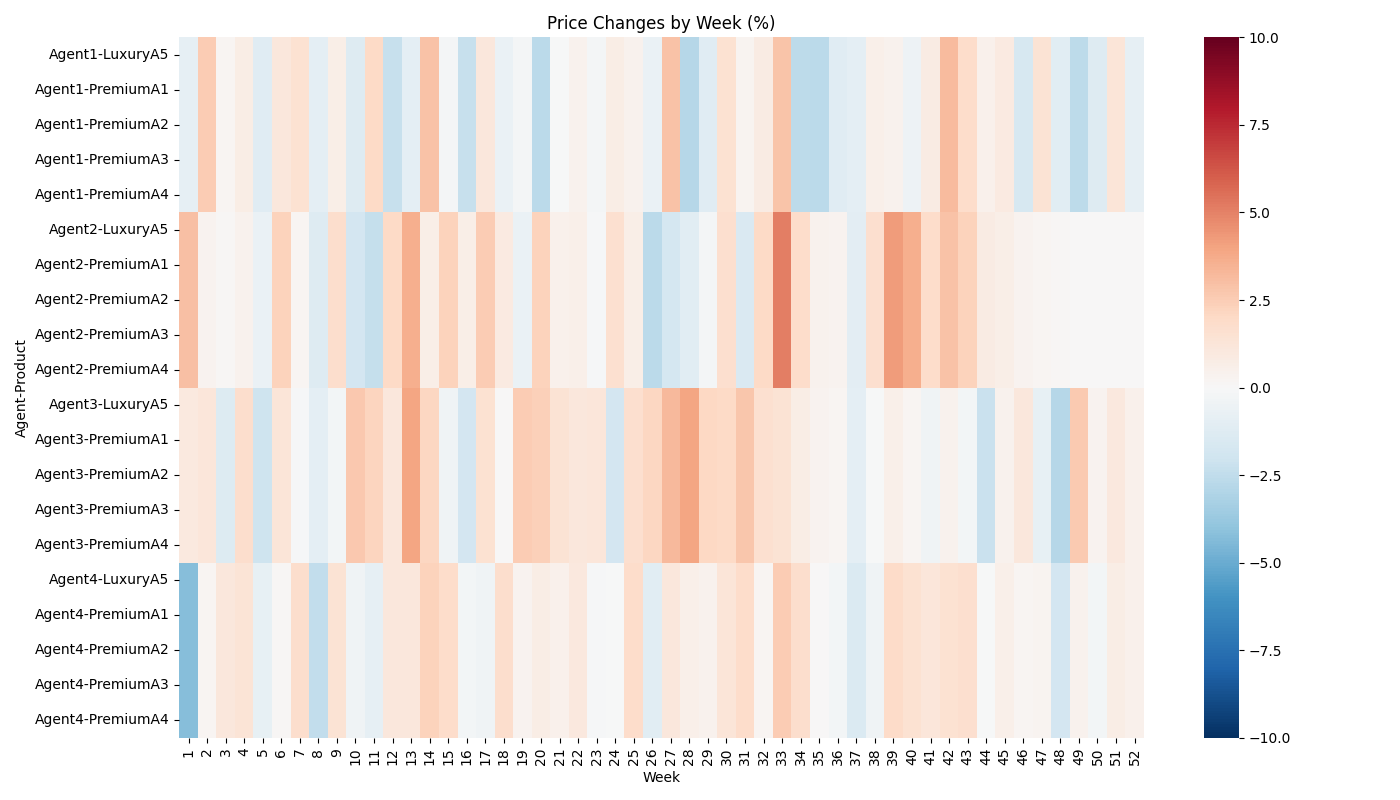 Price Changes by Week (%)
Agent-Product
Agent1-LuxuryA5
Agent1-PremiumA1
Agent1-PremiumA2
Agent1-PremiumA3
Agent1-PremiumA4
Agent2-LuxuryA5
Agent2-PremiumA1
Agent2-PremiumA2
Agent2-PremiumA3
Agent2-PremiumA4
Agent3-LuxuryA5
Agent3-PremiumA1
Agent3-PremiumA2
Agent3-PremiumA3
Agent3-PremiumA4
Agent4-LuxuryA5
Agent4-PremiumA1
Agent4-PremiumA2
Agent4-PremiumA3
Agent4-PremiumA4
1 2 3 4 5 6 7 8 9 10 11 12 13 14 15 16 17 18 19 20 21 22 23 24 25 26 27 28 29 30 31 32 33 34 35 36 37 38 39 40 41 42 43 44 45 46 47 48 49 50 51 52
Week
10.0
7.5
5.0
2.5
0.0
−2.5
−5.0
−7.5
−10.0